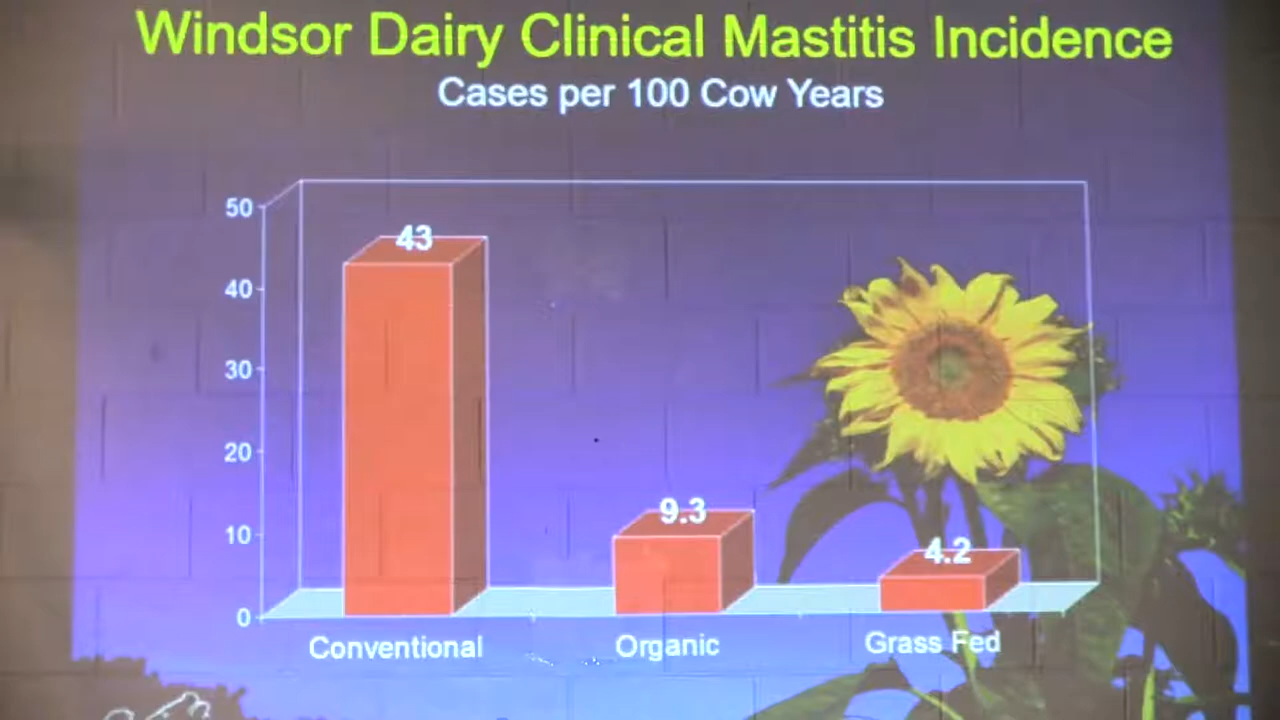 Windsor Dairy Clinical Mastitis Incidence
Cases per 100 Cow Years
50
40
30
20
10
0
43
9.3
4.2
Conventional
Organic
Grass Fed